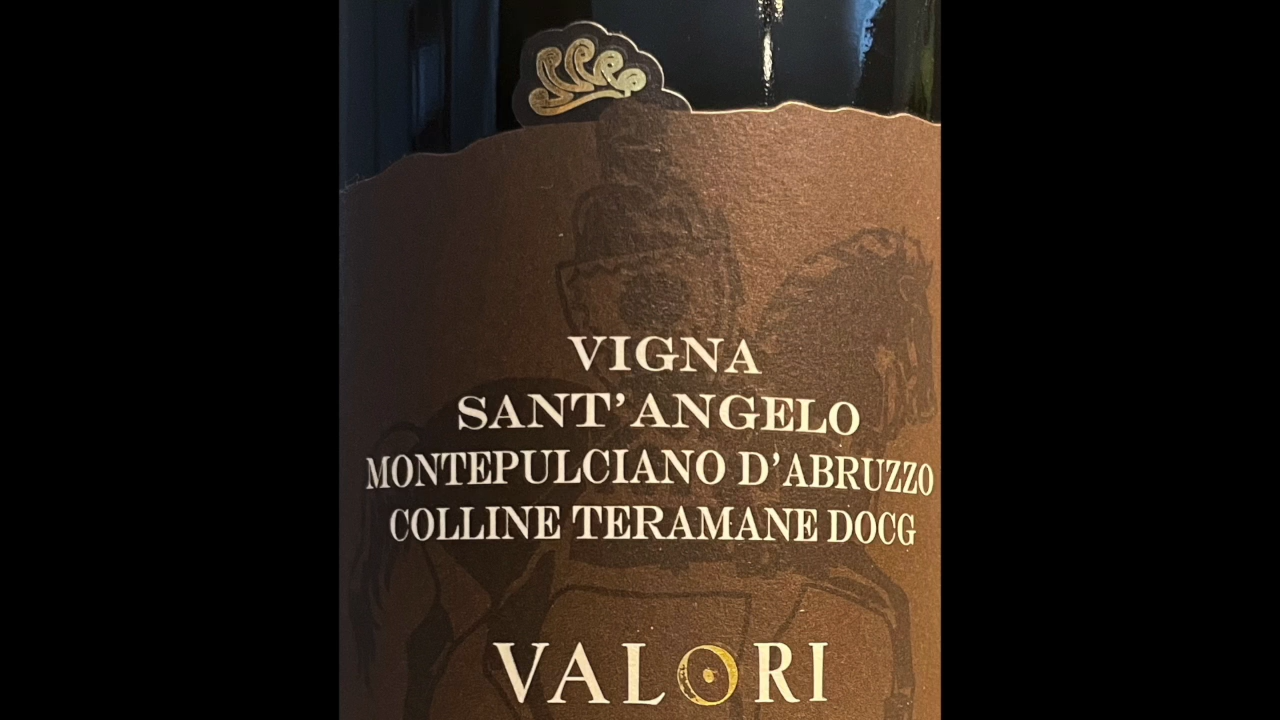 VIGNA
SANT'ANGELO
MONTEPULCIANO D'ABRUZZO
COLLINE TERAMANE DOCG
VALORI